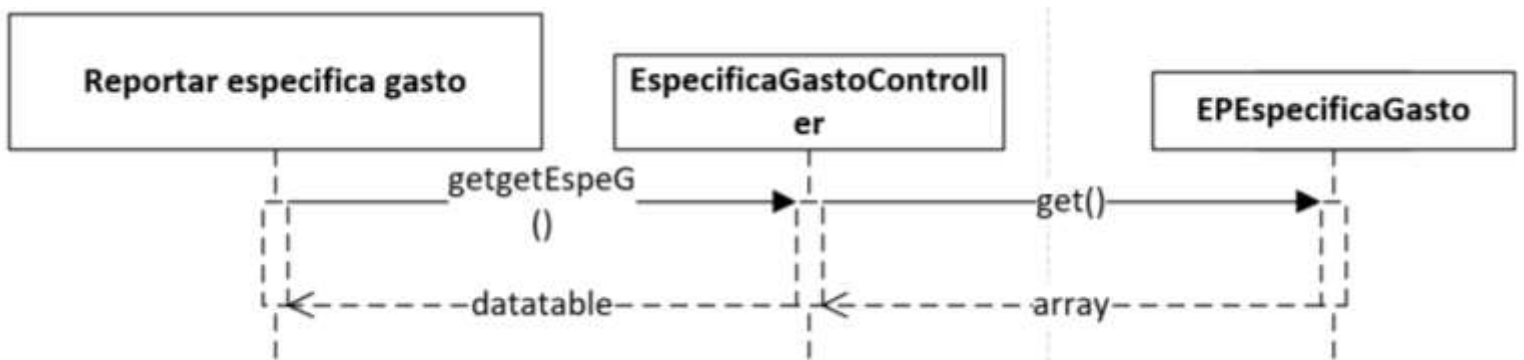 Reportar especifica gasto
EspecificaGastoControll
er
EPEspecificaGasto
getgetEspeG
()
get()
datatable
array